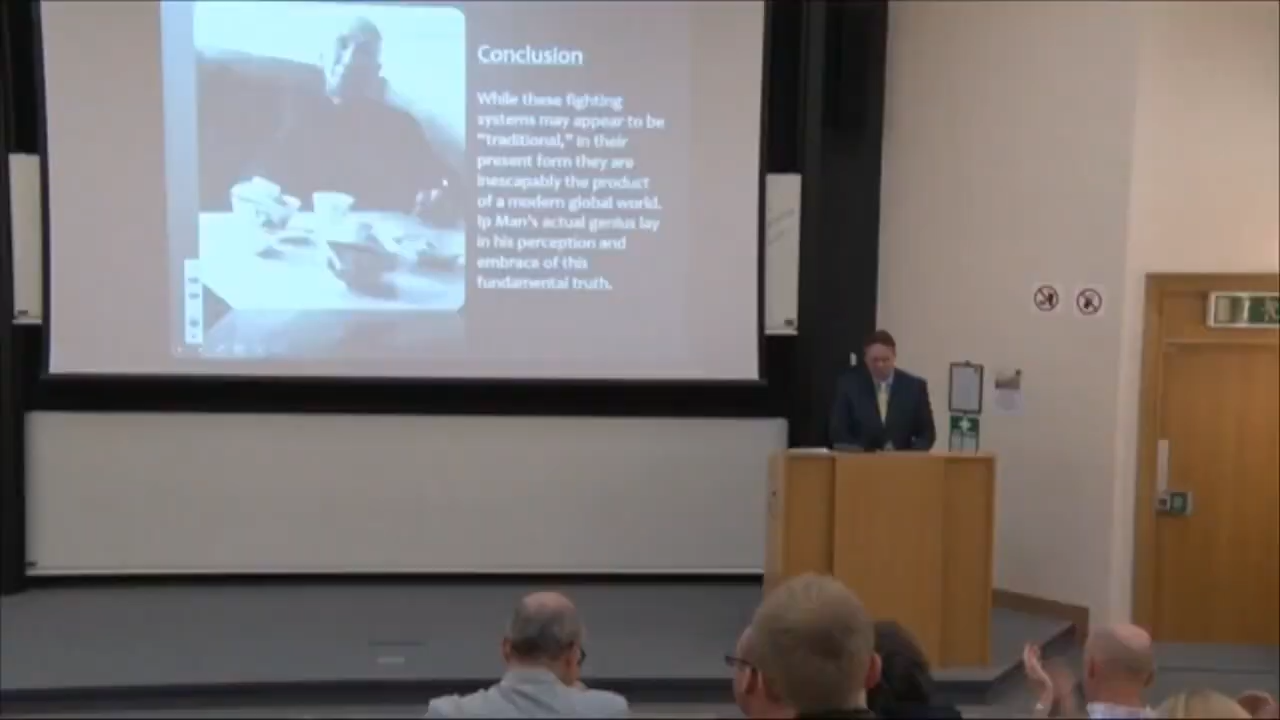 Conclusion
While these fighting
systems may appear to be
"traditional," in their
present form they are
inescapably the product
of a modern global world.
Ip Man's actual genius lay
in his perception and
embrace of this
fundamental truth.